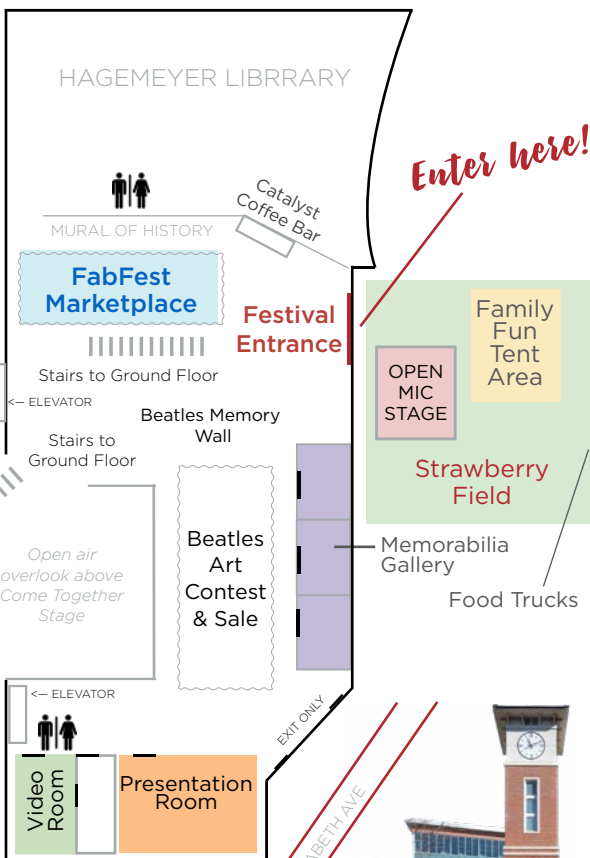 HAGEMEYER LIBRRARY
Enter here!
Catalyst
Coffee Bar
MURAL OF HISTORY
FabFest
Marketplace
Festival
Entrance
Family
Fun
Tent
Area
OPEN
MIC
STAGE
Stairs to Ground Floor
<— ELEVATOR
Beatles Memory
Wall
Stairs to
Ground Floor
Strawberry
Field
Beatles
Art
Contest
& Sale
Memorabilia
Gallery
Open air
overlook above
Come Together
Stage
Food Trucks
<— ELEVATOR
EXIT ONLY
Video
Room
Presentation
Room
ABETH AVE